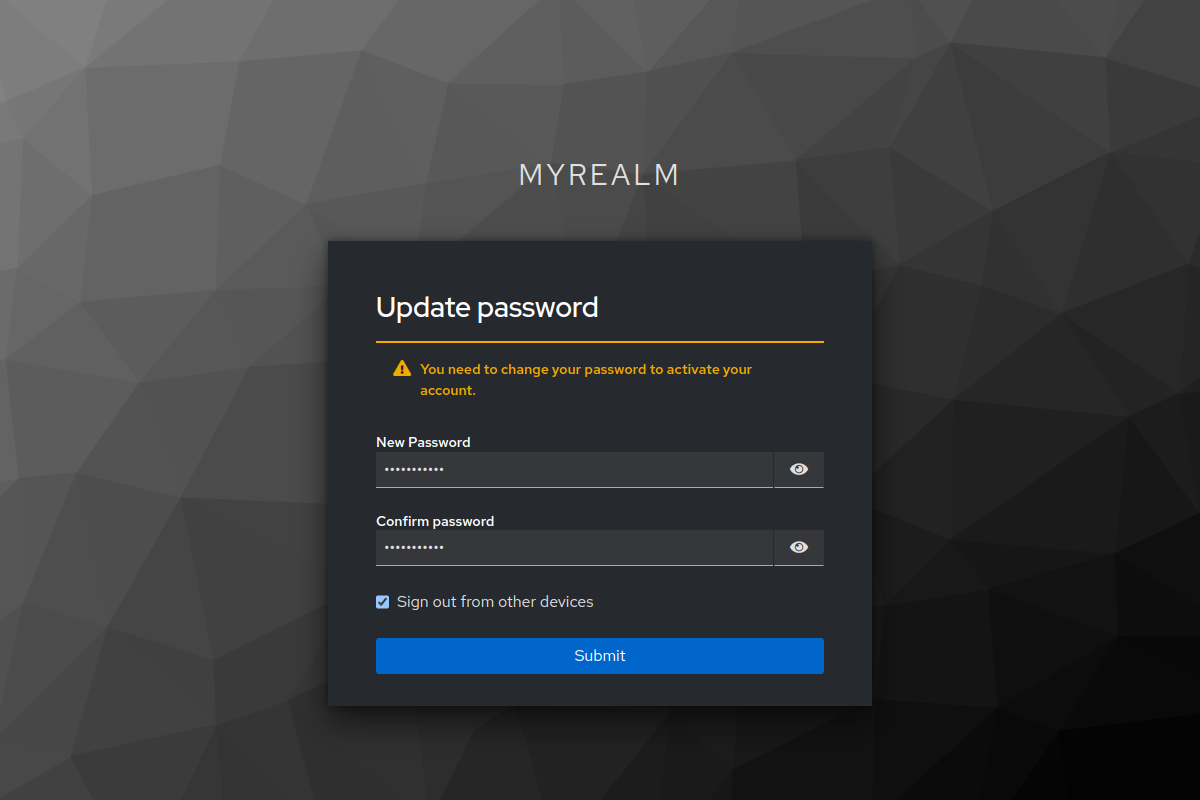 MYREALM
Update password
You need to change your password to activate your
account.
New Password
•••••••••••
Confirm password
•••••••••••
Sign out from other devices
Submit